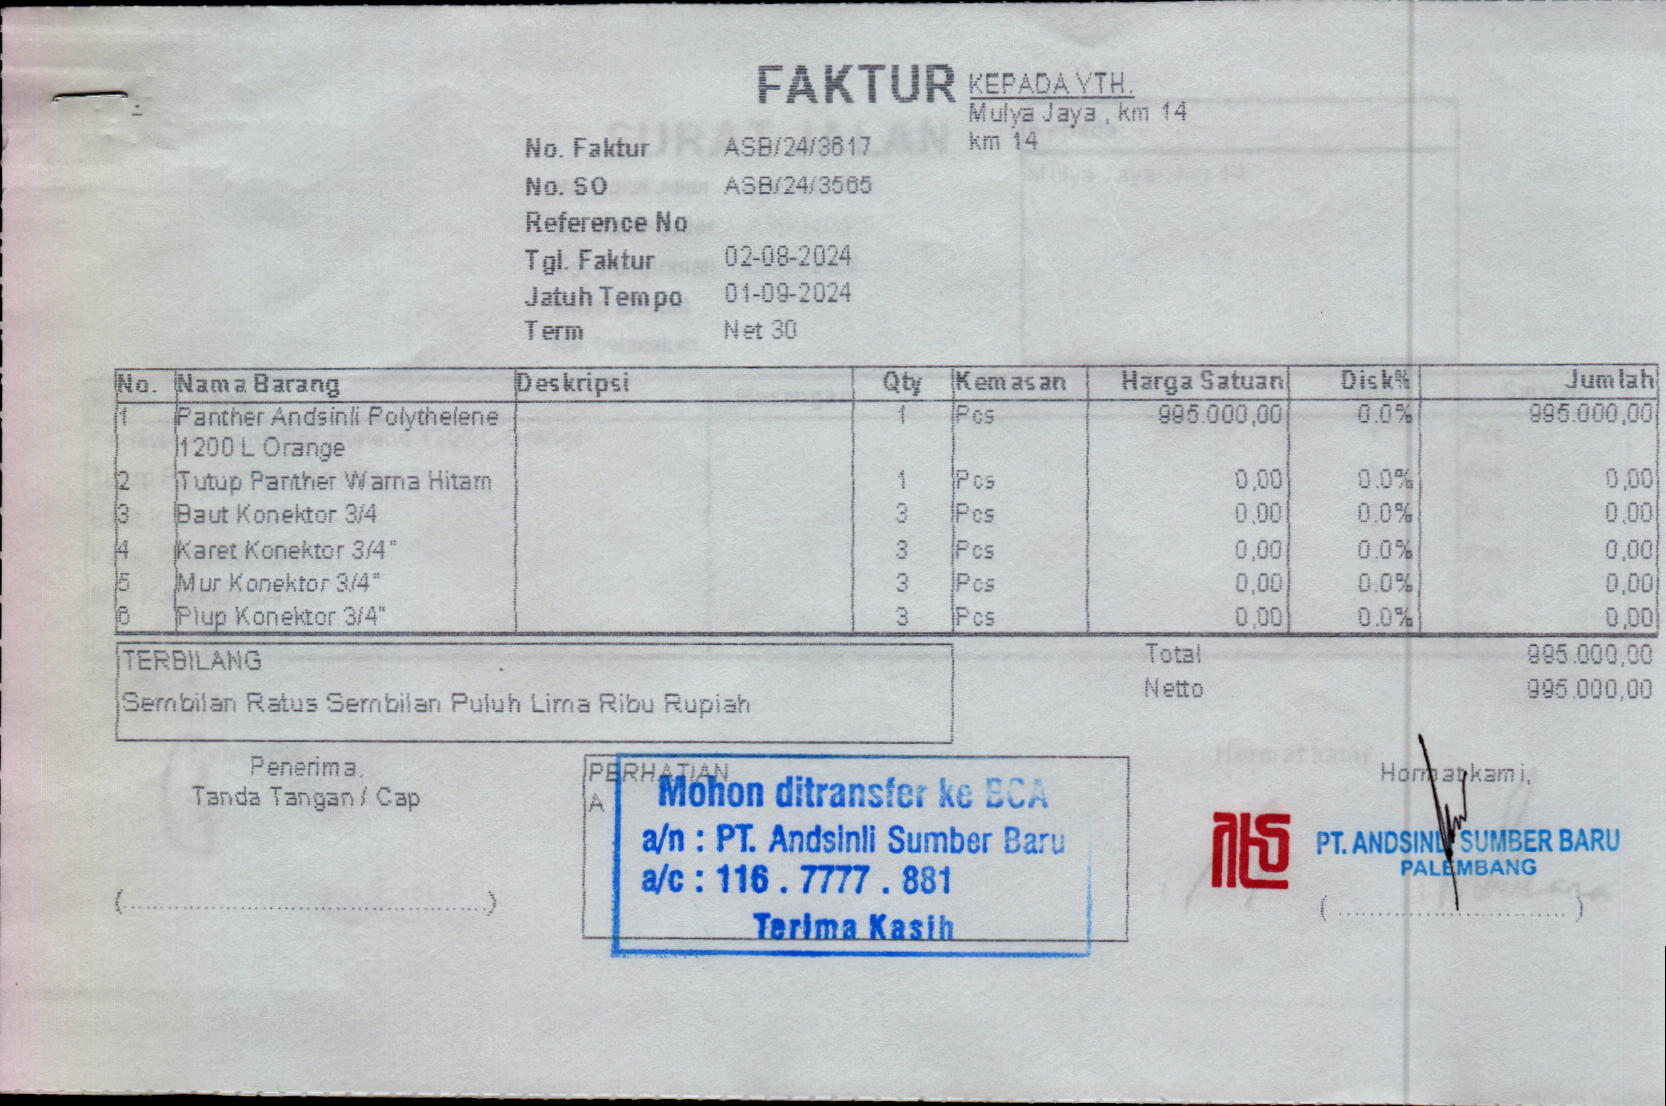 FAKTUR
KEPADA YTH.
Mulya Jaya , km 14
km 14
No. Faktur ASB/24/3617
No. SO ASB/24/3565
Reference No
Tgl. Faktur 02-08-2024
Jatuh Tempo 01-09-2024
Term Net 30
No. Nama Barang Deskripsi Qty Kemasan Harga Satuan Disk% Jumlah
1 Panther Andsinli Polythelene 1 Pcs 995.000,00 0.0% 995.000,00
1200 L Orange
2 Tutup Panther Warna Hitam 1 Pcs 0,00 0.0% 0,00
3 Baut Konektor 3/4 3 Pcs 0,00 0.0% 0,00
4 Karet Konektor 3/4" 3 Pcs 0,00 0.0% 0,00
5 Mur Konektor 3/4" 3 Pcs 0,00 0.0% 0,00
6 Plup Konektor 3/4" 3 Pcs 0,00 0.0% 0,00
TERBILANG
Sembilan Ratus Sembilan Puluh Lima Ribu Rupiah
Total 995.000,00
Netto 995.000,00
Penerima,
Tanda Tangan / Cap
PERHATIAN
A
Mohon ditransfer ke BCA
a/n : PT. Andsinli Sumber Baru
a/c : 116 . 7777 . 881
Terima Kasih
Hormat kami,
PT. ANDSINLI SUMBER BARU
PALEMBANG